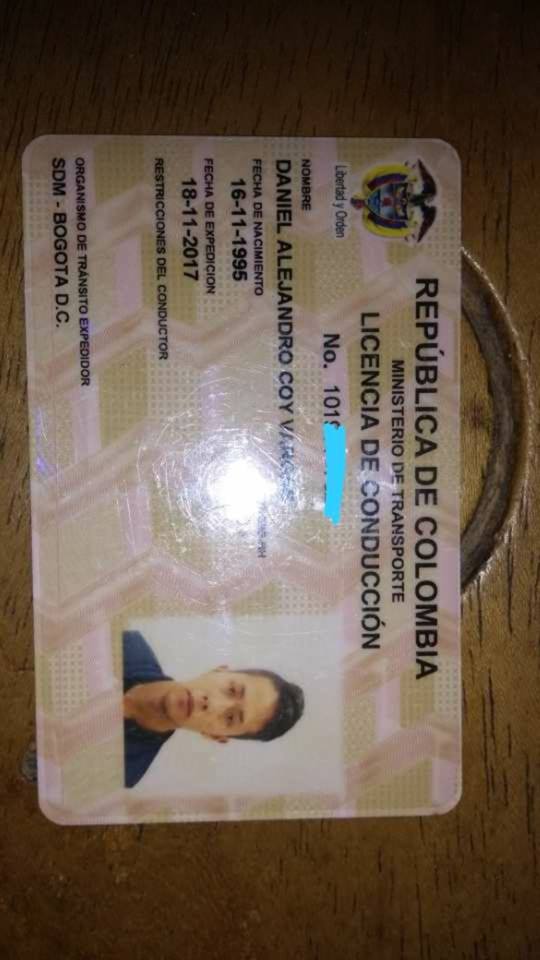 REPÚBLICA DE COLOMBIA
MINISTERIO DE TRANSPORTE
LICENCIA DE CONDUCCIÓN
Libertad y Orden
No. 101
NOMBRE
DANIEL ALEJANDRO COY
FECHA DE NACIMIENTO
16-11-1995
FECHA DE EXPEDICION
18-11-2017
RESTRICCIONES DEL CONDUCTOR
ORGANISMO DE TRÁNSITO EXPEDIDOR
SDM - BOGOTA D.C.